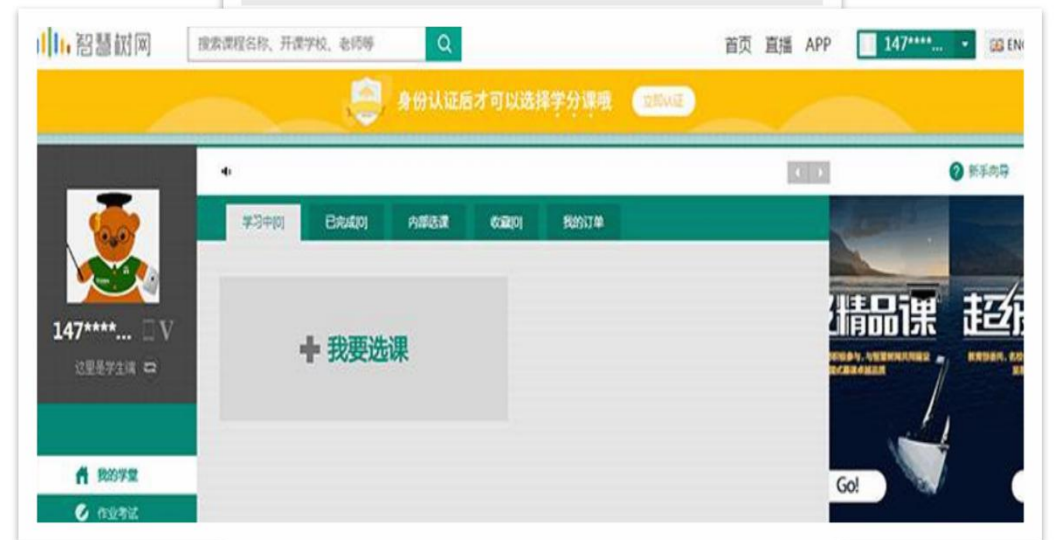 智慧树网
搜索课程名称、开课学校、老师等
首页 直播 APP
147****...
EN
身份认证后才可以选择学分课哦
立即认证
新手向导
学习中[0] 已完成[0] 内部选课 收藏[0] 我的订单
147****... V
这里是学生端
我要选课
精品课
Go!
我的学堂
作业考试